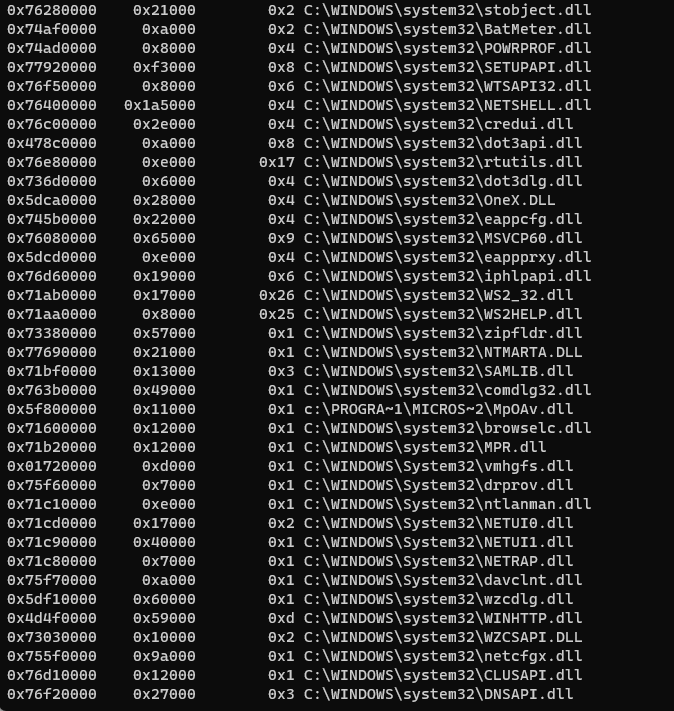 0x76280000 0x21000 0x2 C:\WINDOWS\system32\stobject.dll
0x74af0000 0xa000 0x2 C:\WINDOWS\system32\BatMeter.dll
0x74ad0000 0x8000 0x4 C:\WINDOWS\system32\POWRPROF.dll
0x77920000 0xf3000 0x8 C:\WINDOWS\system32\SETUPAPI.dll
0x76f50000 0x8000 0x6 C:\WINDOWS\system32\WTSAPI32.dll
0x76400000 0x1a5000 0x4 C:\WINDOWS\system32\NETSHELL.dll
0x76c00000 0x2e000 0x4 C:\WINDOWS\system32\credui.dll
0x478c0000 0xa000 0x8 C:\WINDOWS\system32\dot3api.dll
0x76e80000 0xe000 0x17 C:\WINDOWS\system32\rtutils.dll
0x736d0000 0x6000 0x4 C:\WINDOWS\system32\dot3dlg.dll
0x5dca0000 0x28000 0x4 C:\WINDOWS\system32\OneX.DLL
0x745b0000 0x22000 0x4 C:\WINDOWS\system32\eappcfg.dll
0x76080000 0x65000 0x9 C:\WINDOWS\system32\MSVCP60.dll
0x5dcd0000 0xe000 0x4 C:\WINDOWS\system32\eappprxy.dll
0x76d60000 0x19000 0x6 C:\WINDOWS\system32\iphlpapi.dll
0x71ab0000 0x17000 0x26 C:\WINDOWS\system32\WS2_32.dll
0x71aa0000 0x8000 0x25 C:\WINDOWS\system32\WS2HELP.dll
0x73380000 0x57000 0x1 C:\WINDOWS\system32\zipfldr.dll
0x77690000 0x21000 0x1 C:\WINDOWS\system32\NTMARTA.DLL
0x71bf0000 0x13000 0x3 C:\WINDOWS\system32\SAMLIB.dll
0x763b0000 0x49000 0x1 C:\WINDOWS\system32\comdlg32.dll
0x5f800000 0x11000 0x1 c:\PROGRA~1\MICROS~2\MpOAv.dll
0x71600000 0x12000 0x1 C:\WINDOWS\system32\browselc.dll
0x71b20000 0x12000 0x1 C:\WINDOWS\system32\MPR.dll
0x01720000 0xd000 0x1 C:\WINDOWS\System32\vmhgfs.dll
0x75f60000 0x7000 0x1 C:\WINDOWS\System32\drprov.dll
0x71c10000 0xe000 0x1 C:\WINDOWS\System32\ntlanman.dll
0x71cd0000 0x17000 0x2 C:\WINDOWS\System32\NETUI0.dll
0x71c90000 0x40000 0x1 C:\WINDOWS\System32\NETUI1.dll
0x71c80000 0x7000 0x1 C:\WINDOWS\System32\NETRAP.dll
0x75f70000 0xa000 0x1 C:\WINDOWS\System32\davclnt.dll
0x5df10000 0x60000 0x1 C:\WINDOWS\system32\wzcdlg.dll
0x4d4f0000 0x59000 0xd C:\WINDOWS\system32\WINHTTP.dll
0x73030000 0x10000 0x2 C:\WINDOWS\system32\WZCSAPI.DLL
0x755f0000 0x9a000 0x1 C:\WINDOWS\system32\netcfgx.dll
0x76d10000 0x12000 0x1 C:\WINDOWS\system32\CLUSAPI.dll
0x76f20000 0x27000 0x3 C:\WINDOWS\system32\DNSAPI.dll